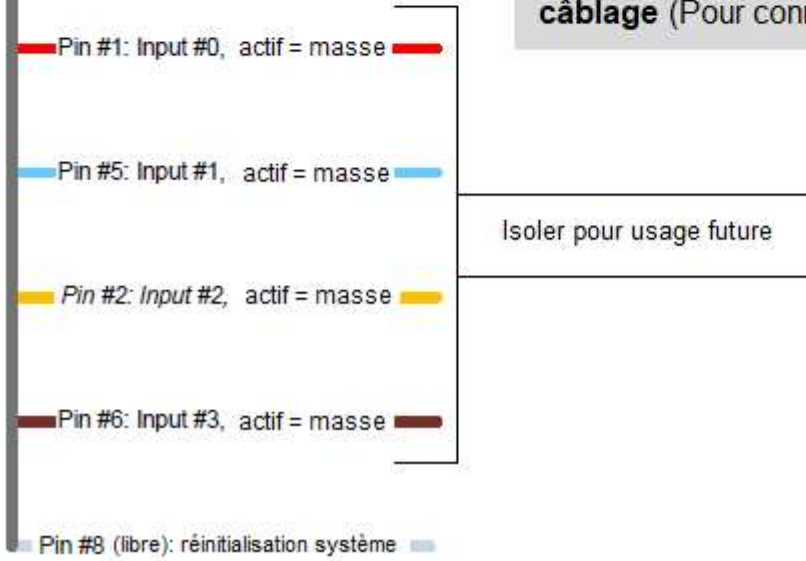 câblage (Pour con
Pin #1: Input #0, actif = masse
Pin #5: Input #1, actif = masse
Isoler pour usage future
Pin #2: Input #2, actif = masse
Pin #6: Input #3, actif = masse
Pin #8 (libre): réinitialisation système